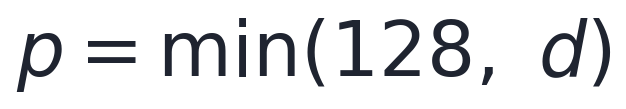 p = min(128, d)